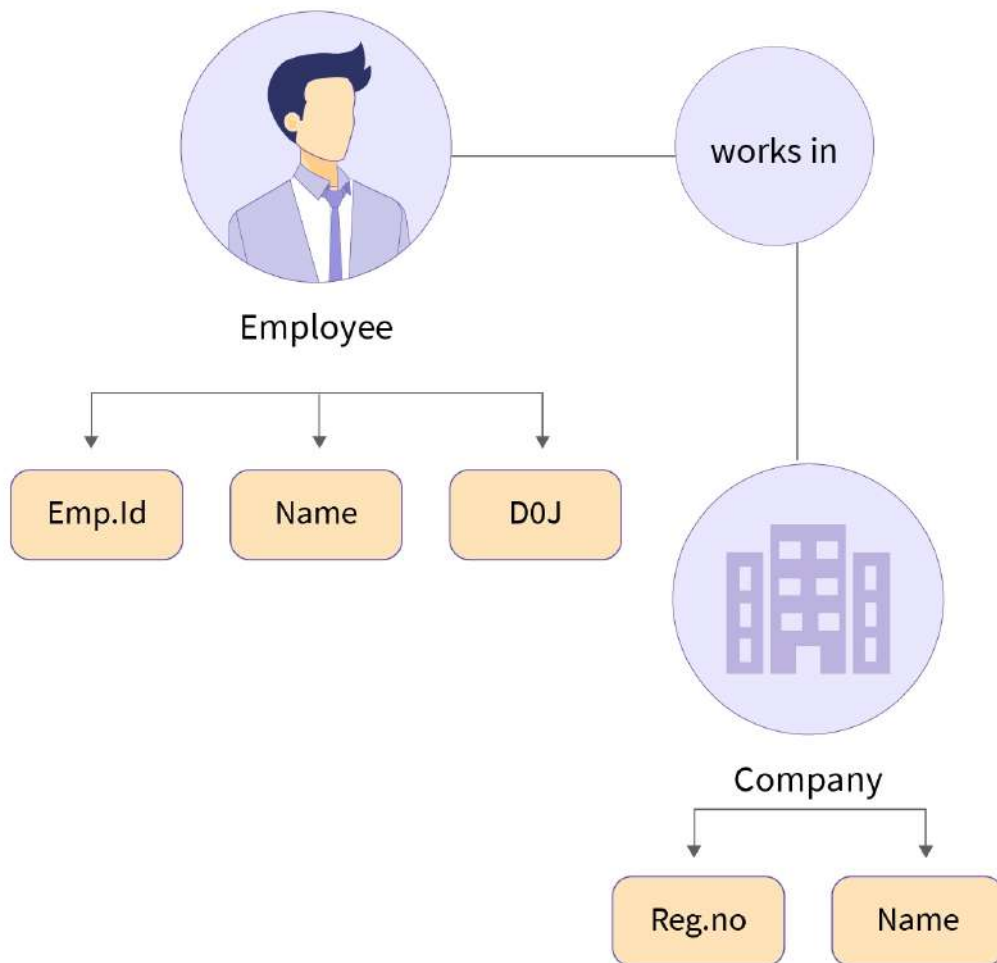 works in
Employee
Emp.Id
Name
D0J
Company
Reg.no
Name